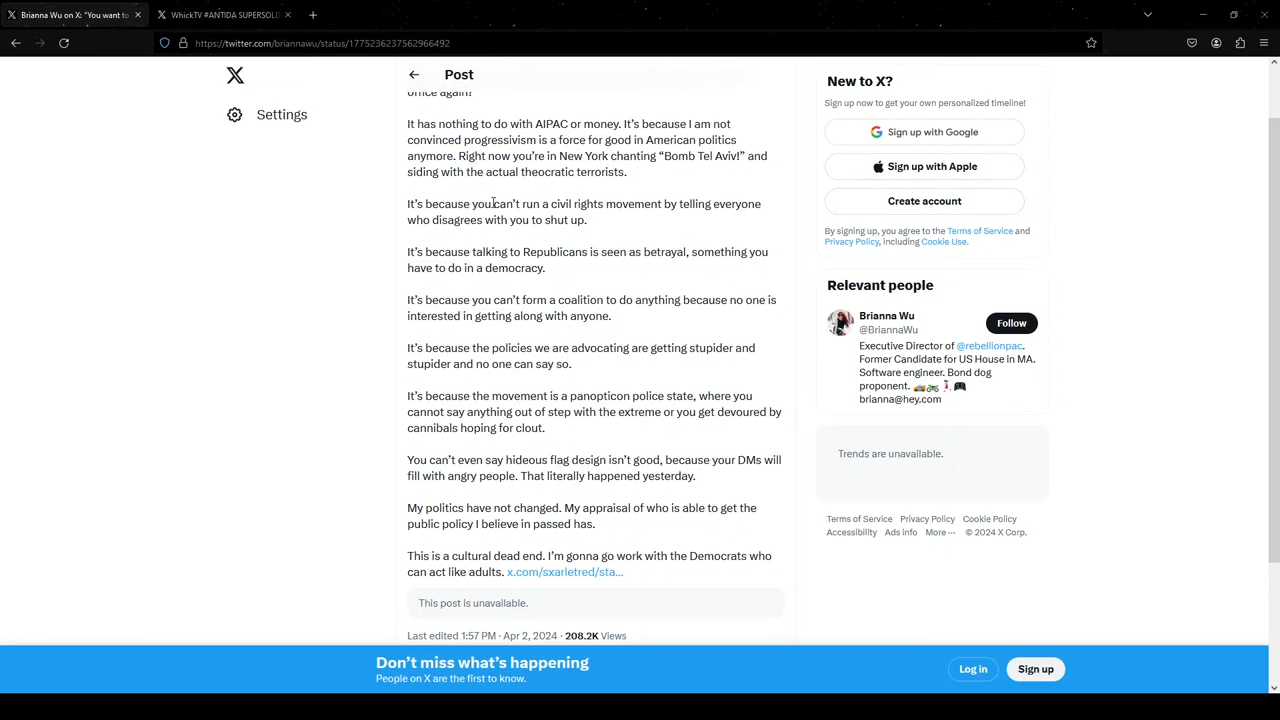 Brianna Wu on X: "You want to
WhickTV #ANTIDA SUPERSOLD
https://twitter.com/briannawu/status/1775236237562966492
X
Settings
Post
office again?
It has nothing to do with AIPAC or money. It's because I am not
convinced progressivism is a force for good in American politics
anymore. Right now you're in New York chanting “Bomb Tel Aviv!” and
siding with the actual theocratic terrorists.
It's because you can't run a civil rights movement by telling everyone
who disagrees with you to shut up.
It's because talking to Republicans is seen as betrayal, something you
have to do in a democracy.
It's because you can't form a coalition to do anything because no one is
interested in getting along with anyone.
It's because the policies we are advocating are getting stupider and
stupider and no one can say so.
It's because the movement is a panopticon police state, where you
cannot say anything out of step with the extreme or you get devoured by
cannibals hoping for clout.
You can't even say hideous flag design isn't good, because your DMs will
fill with angry people. That literally happened yesterday.
My politics have not changed. My appraisal of who is able to get the
public policy I believe in passed has.
This is a cultural dead end. I'm gonna go work with the Democrats who
can act like adults. x.com/sxarletred/sta…
This post is unavailable.
Last edited 1:57 PM · Apr 2, 2024 · 208.2K Views
New to X?
Sign up now to get your own personalized timeline!
Sign up with Google
Sign up with Apple
Create account
By signing up, you agree to the Terms of Service and
Privacy Policy, including Cookie Use.
Relevant people
Brianna Wu
@BriannaWu
Follow
Executive Director of @rebellionpac.
Former Candidate for US House in MA.
Software engineer. Bond dog
proponent.
brianna@hey.com
Trends are unavailable.
Terms of Service Privacy Policy Cookie Policy
Accessibility Ads info More ··· © 2024 X Corp.
Don't miss what's happening
People on X are the first to know.
Log in
Sign up